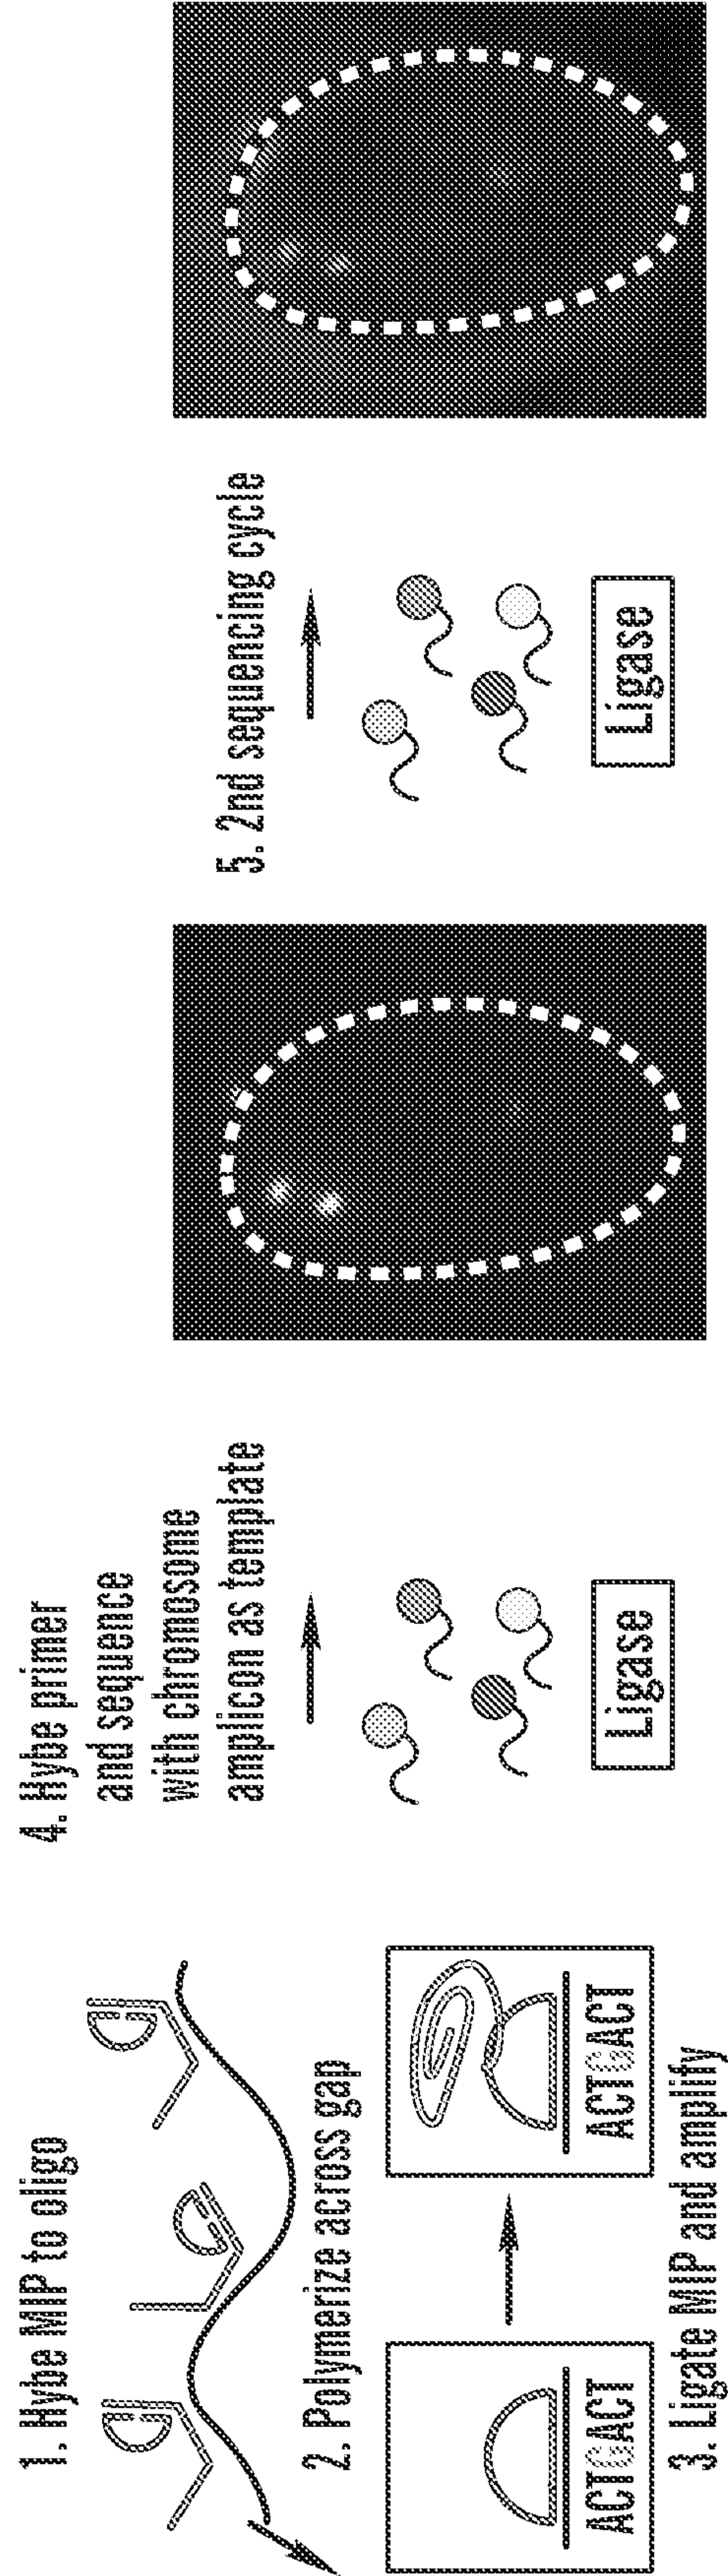 1. Hybe MIP to oligo
2. Polymerize across gap
ACTGACT
ACTGACT
3. Ligate MIP and amplify
4. Hybe primer
and sequence
with chromosome
amplicon as template
Ligase
5. 2nd sequencing cycle
Ligase